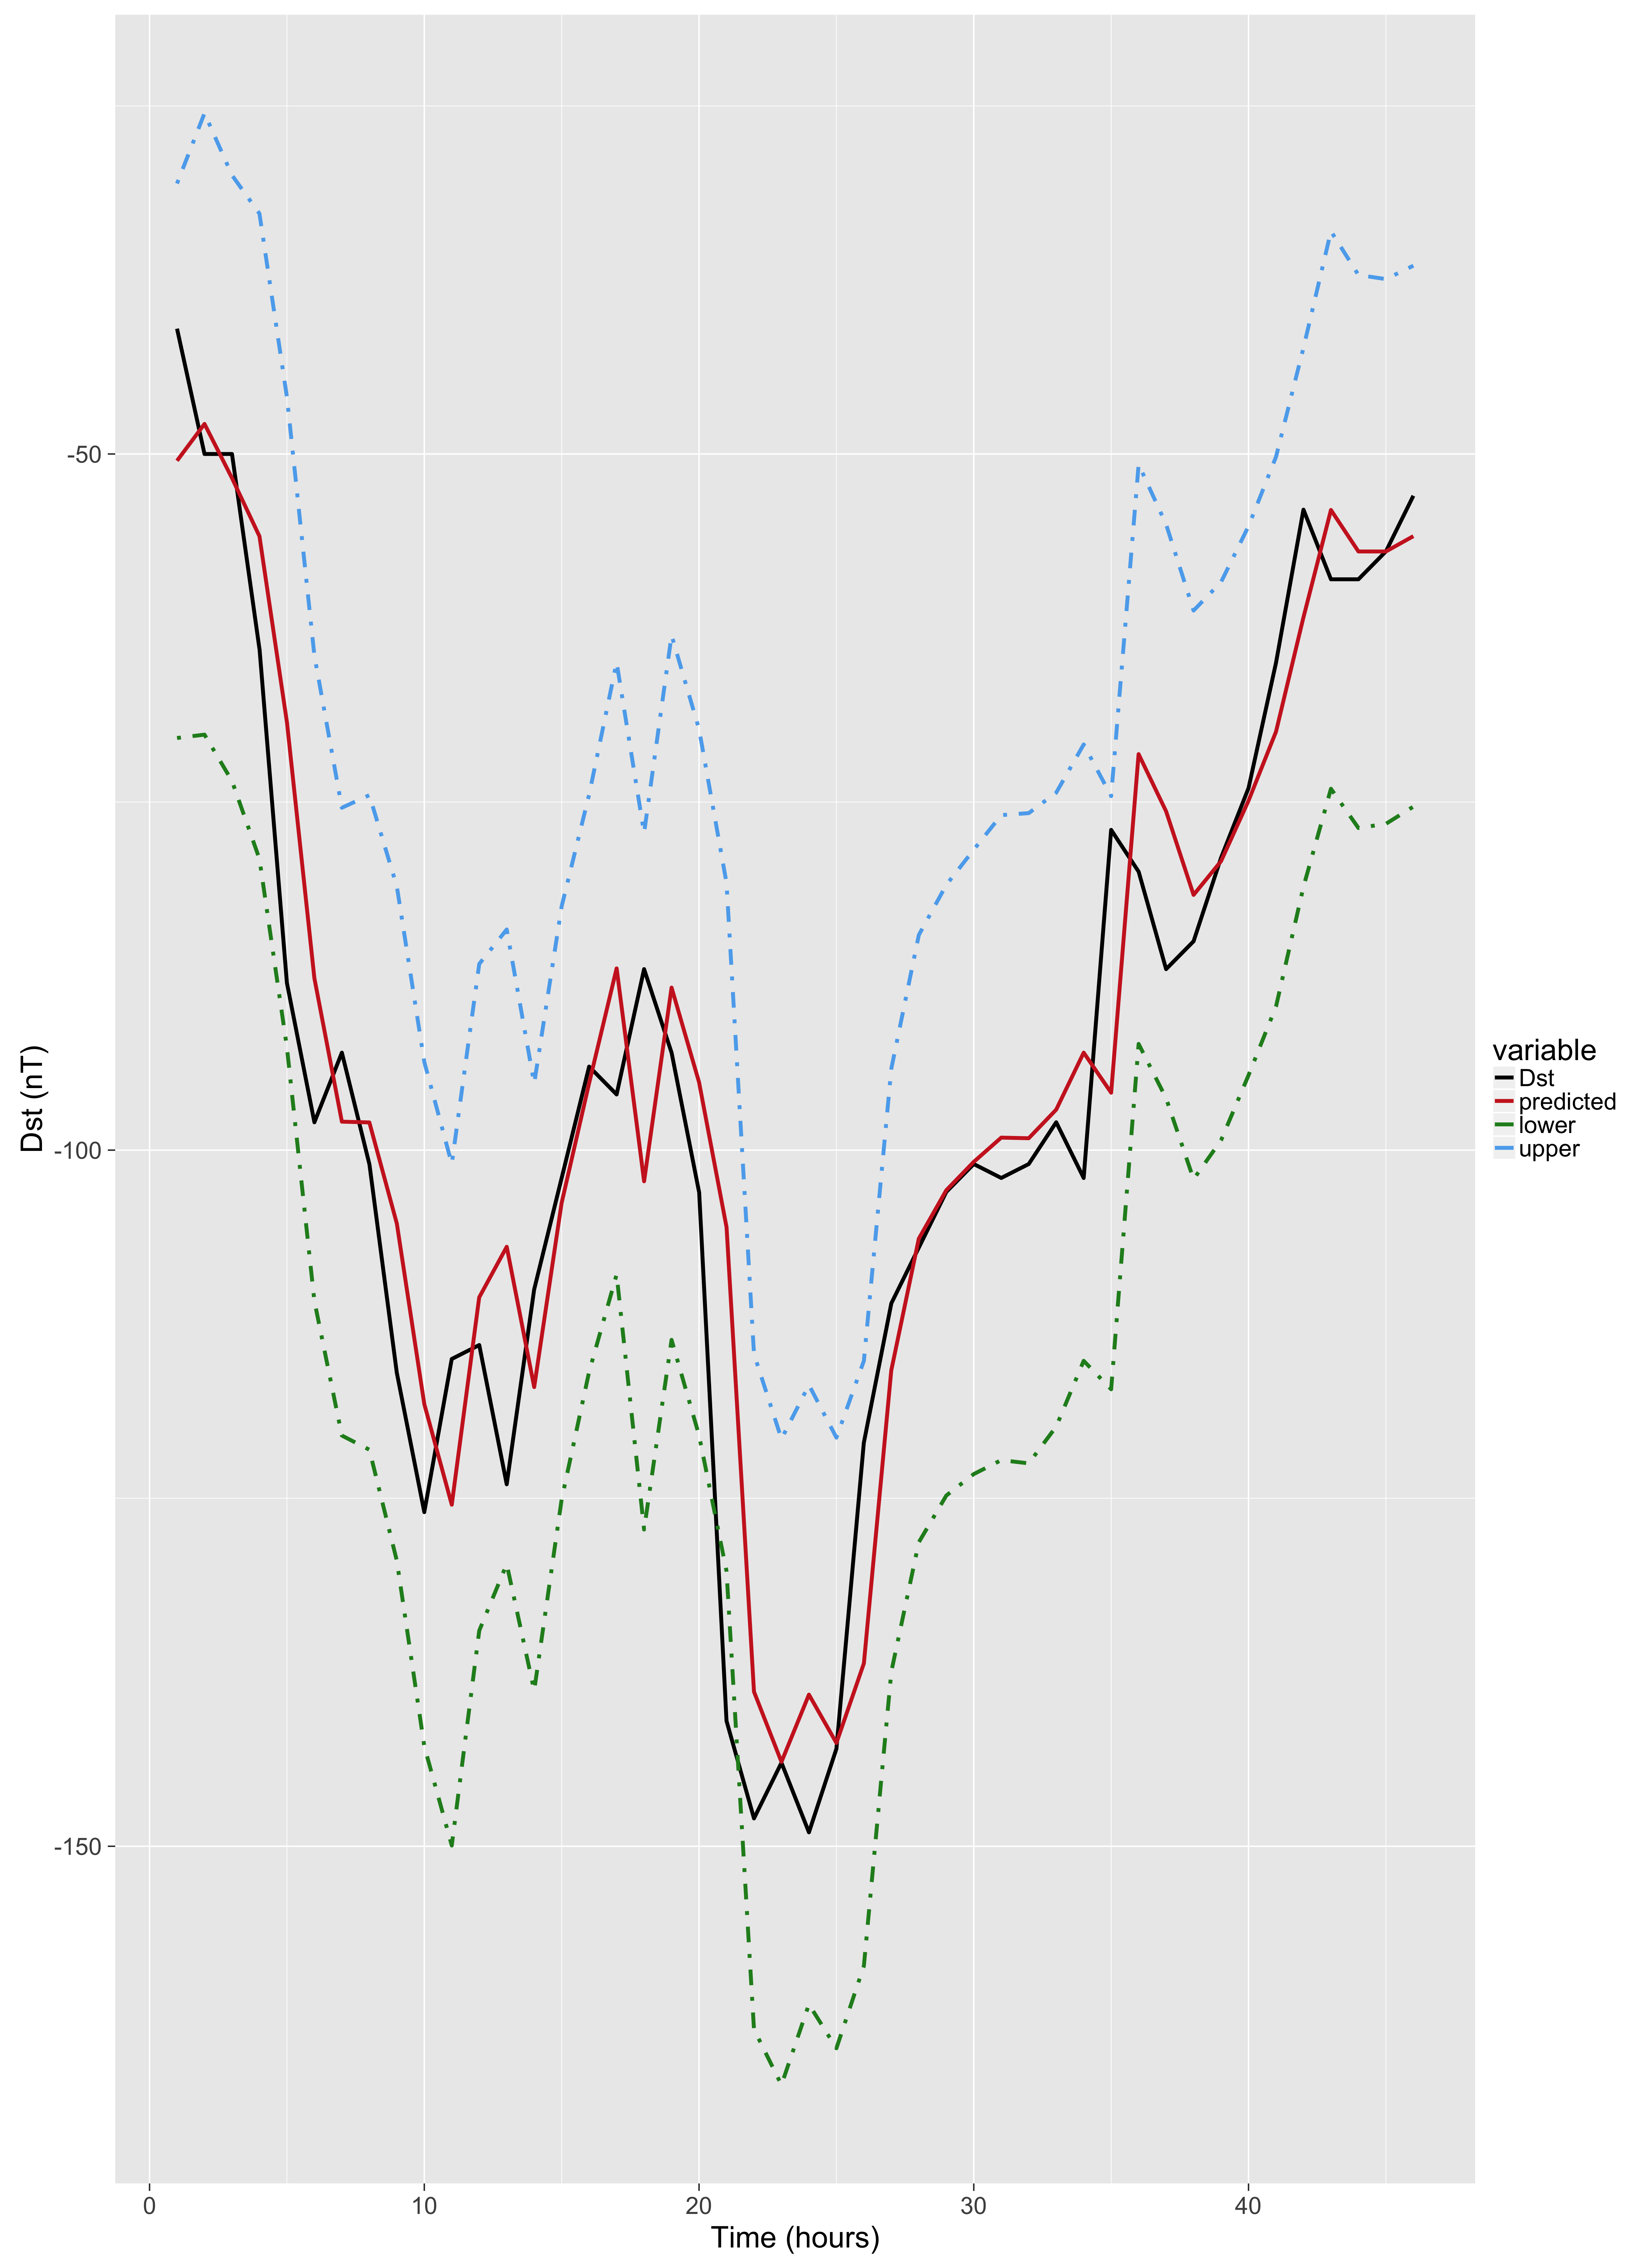 Dst (nT)
-50
-100
-150
0
10
20
30
40
Time (hours)
variable
Dst
predicted
lower
upper